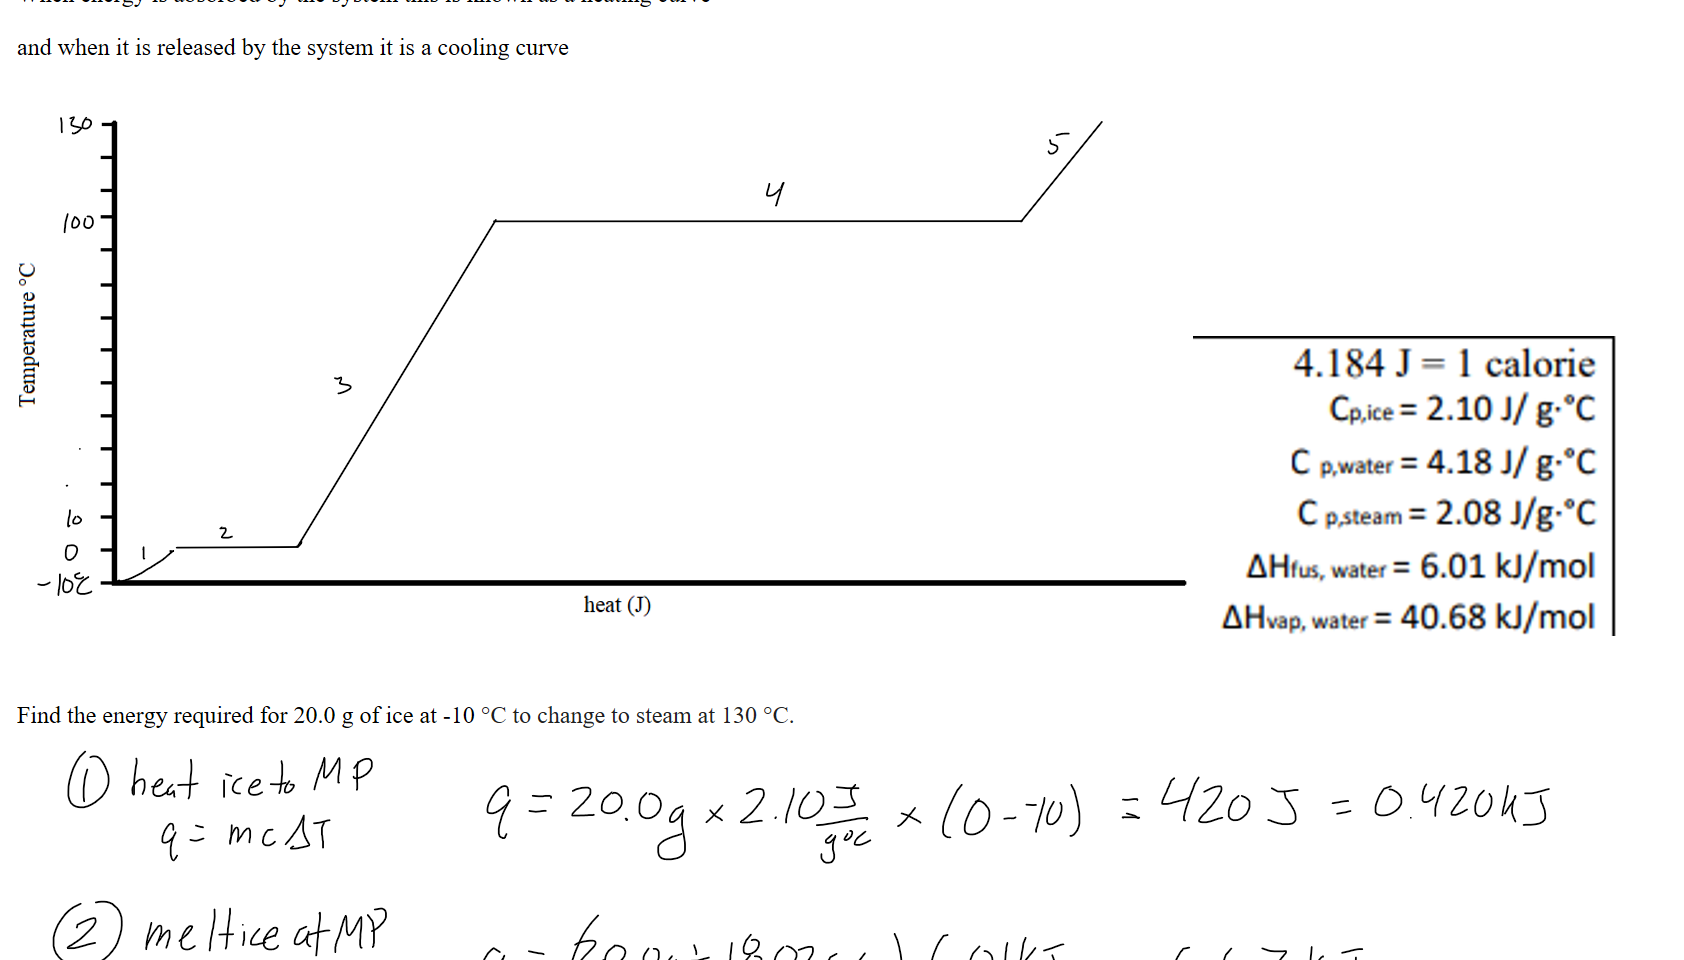 and when it is released by the system it is a cooling curve
130
100
Temperature °C
10
0
-10°C
1
2
3
4
5
heat (J)
4.184 J = 1 calorie
Cp,ice = 2.10 J/ g·°C
C p,water = 4.18 J/ g·°C
C p,steam = 2.08 J/g·°C
ΔHfus, water = 6.01 kJ/mol
ΔHvap, water = 40.68 kJ/mol
Find the energy required for 20.0 g of ice at -10 °C to change to steam at 130 °C.
① heat ice to MP
q = mcΔT
q = 20.0g × 2.10 J/g°C × (0 - -10) = 420 J = 0.420kJ
② melt ice at MP